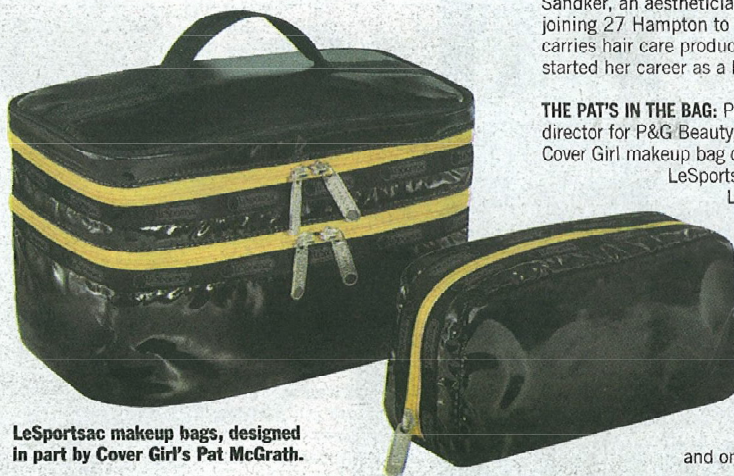 Sandker, an aesthetician
joining 27 Hampton to
carries hair care produc
started her career as a
THE PAT'S IN THE BAG: P
director for P&G Beauty
Cover Girl makeup bag
LeSports
L
LeSportsac makeup bags, designed
in part by Cover Girl's Pat McGrath.
and or